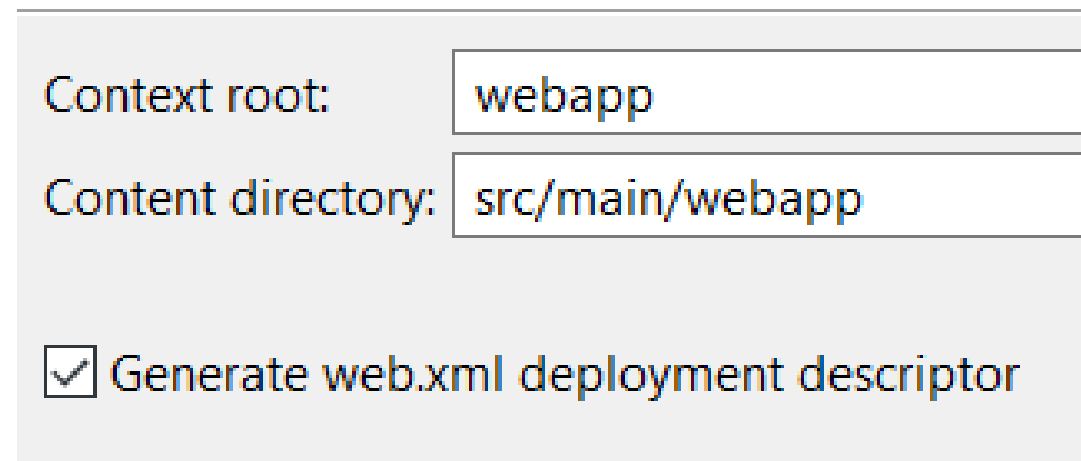 Context root: webapp
Content directory: src/main/webapp
Generate web.xml deployment descriptor